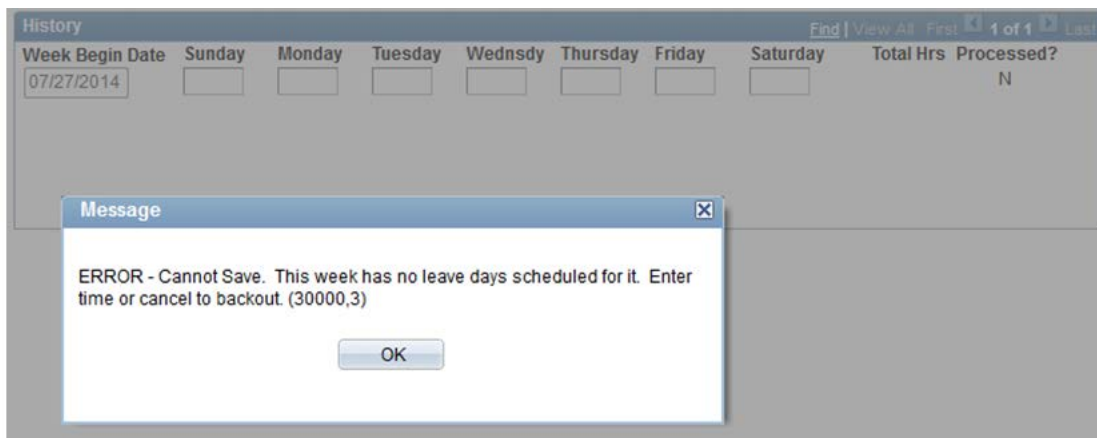 History Find | View All First 1 of 1 Last
Week Begin Date Sunday Monday Tuesday Wednsdy Thursday Friday Saturday Total Hrs Processed?
07/27/2014 N
Message
ERROR - Cannot Save. This week has no leave days scheduled for it. Enter
time or cancel to backout. (30000,3)
OK